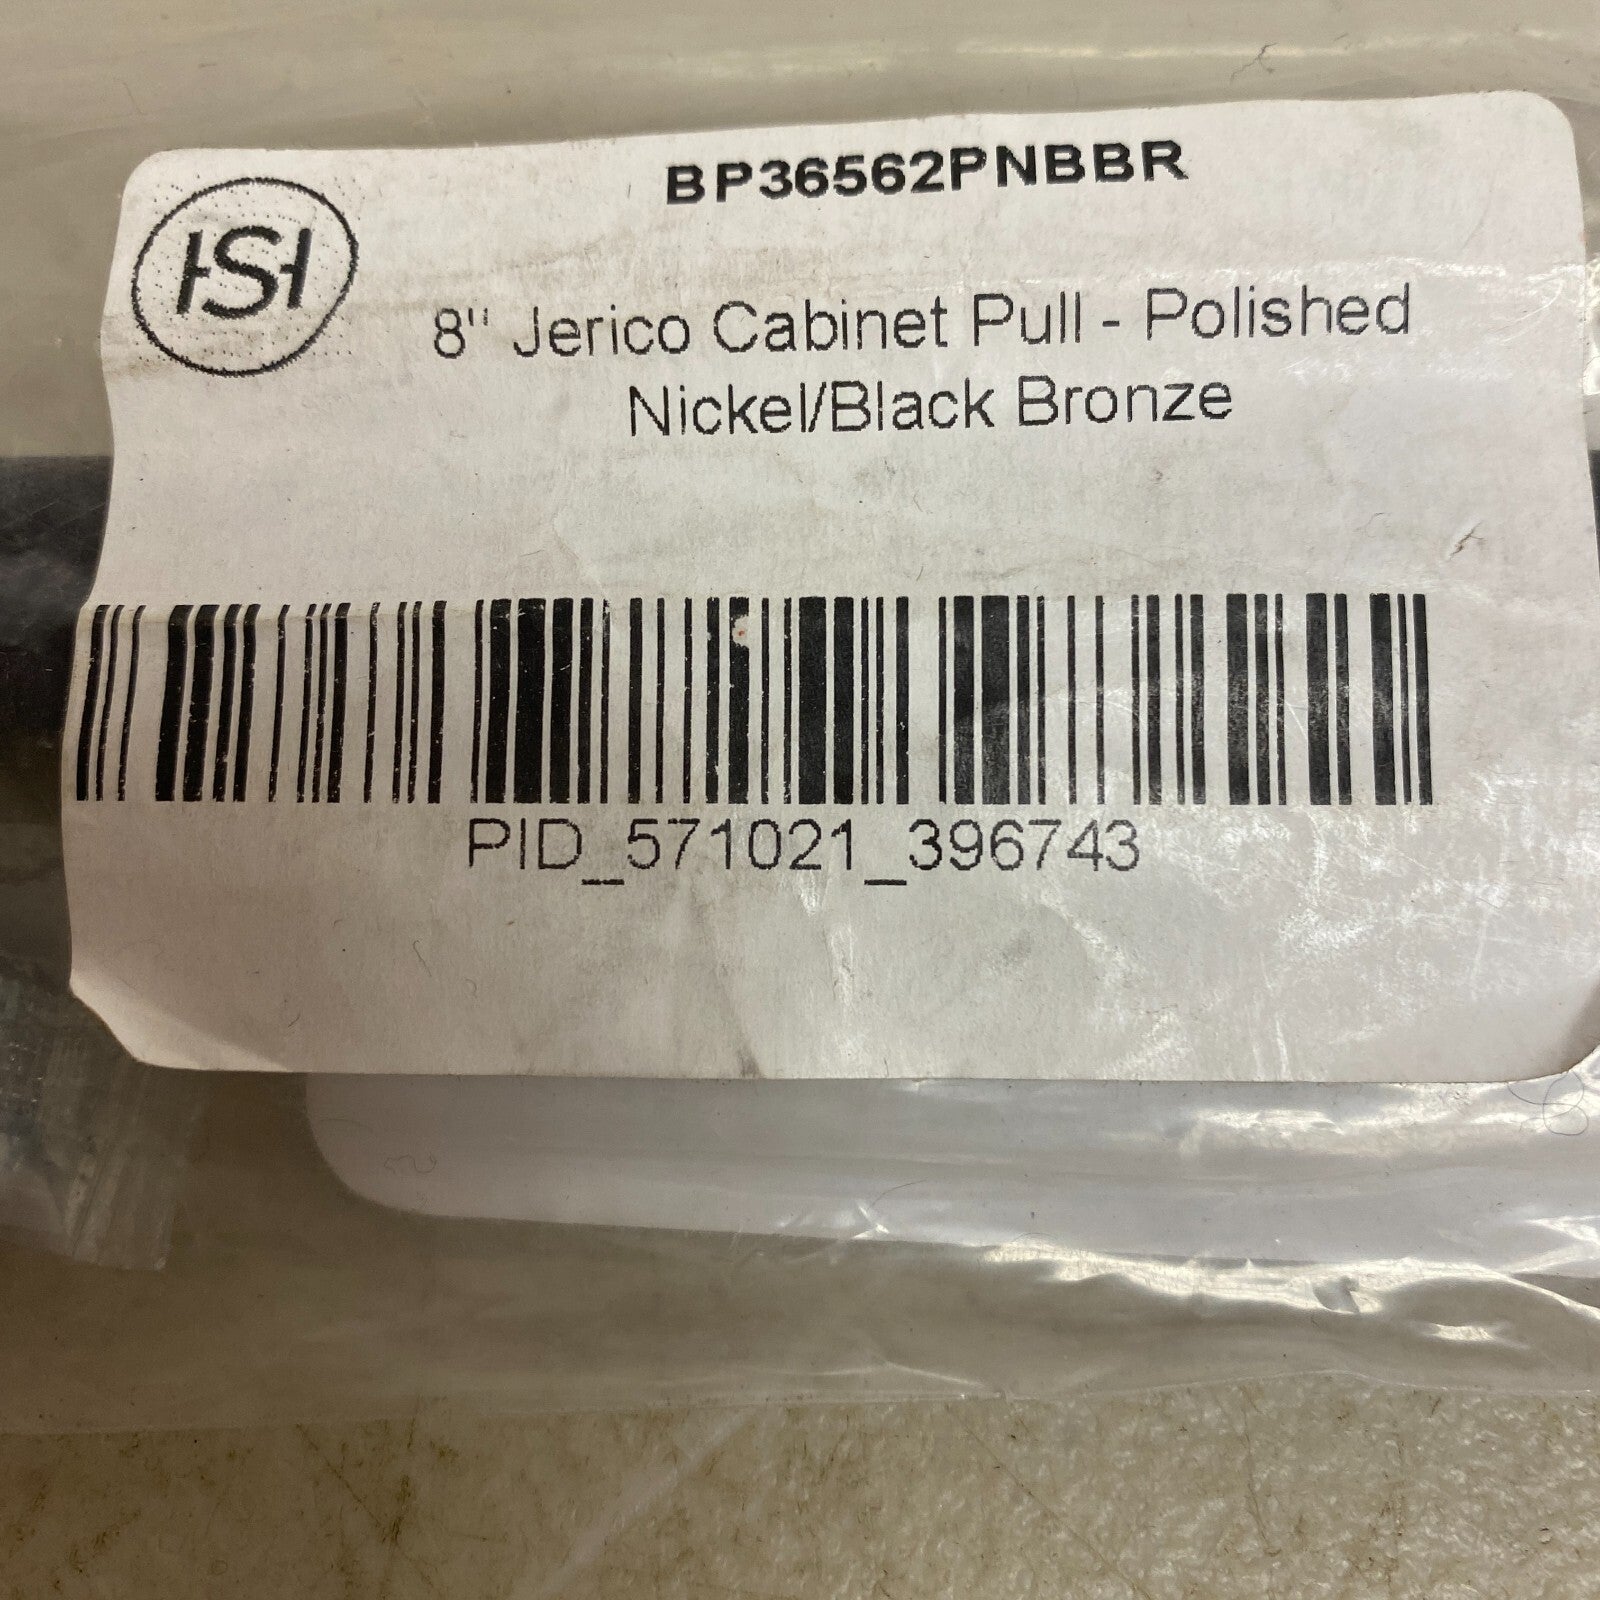 BP36562PNBBR
HSH
8" Jerico Cabinet Pull - Polished
Nickel/Black Bronze
PID_571021_396743